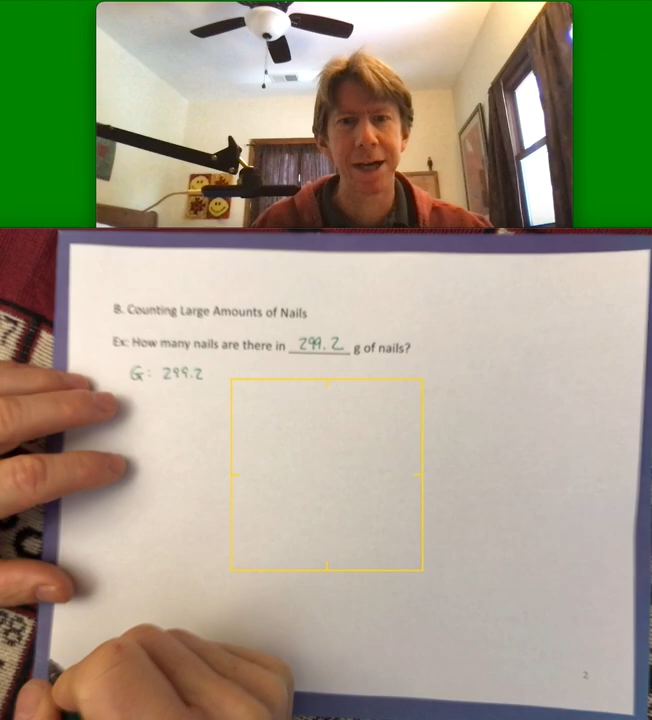 B. Counting Large Amounts of Nails
Ex: How many nails are there in 299.2 g of nails?
G: 299.2
2